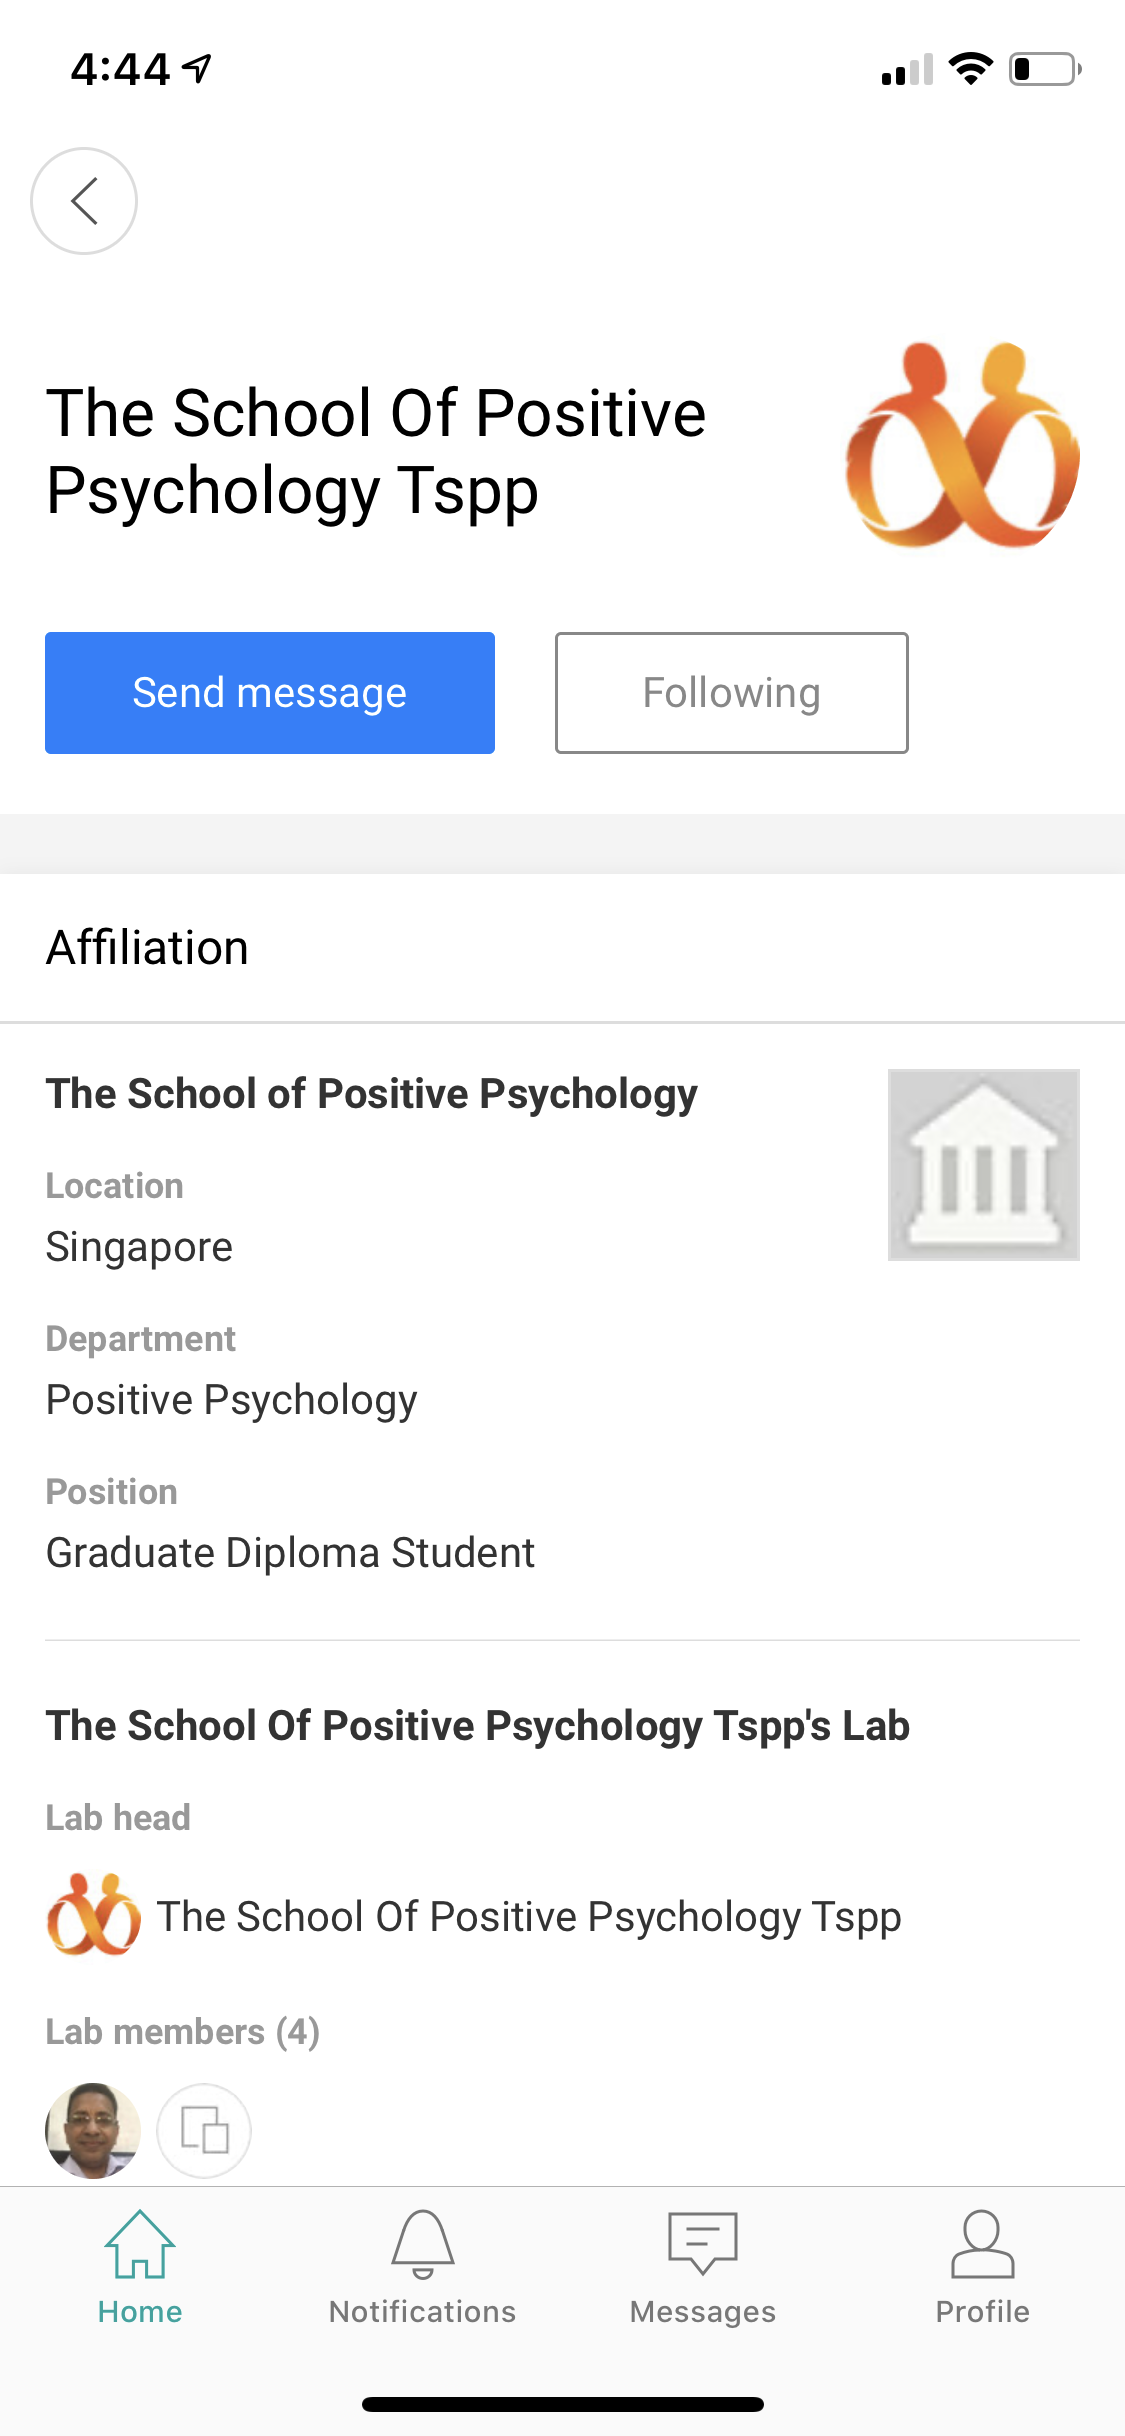 4:44
The School Of Positive
Psychology Tspp
Send message
Following
Affiliation
The School of Positive Psychology
Location
Singapore
Department
Positive Psychology
Position
Graduate Diploma Student
The School Of Positive Psychology Tspp's Lab
Lab head
The School Of Positive Psychology Tspp
Lab members (4)
Home
Notifications
Messages
Profile